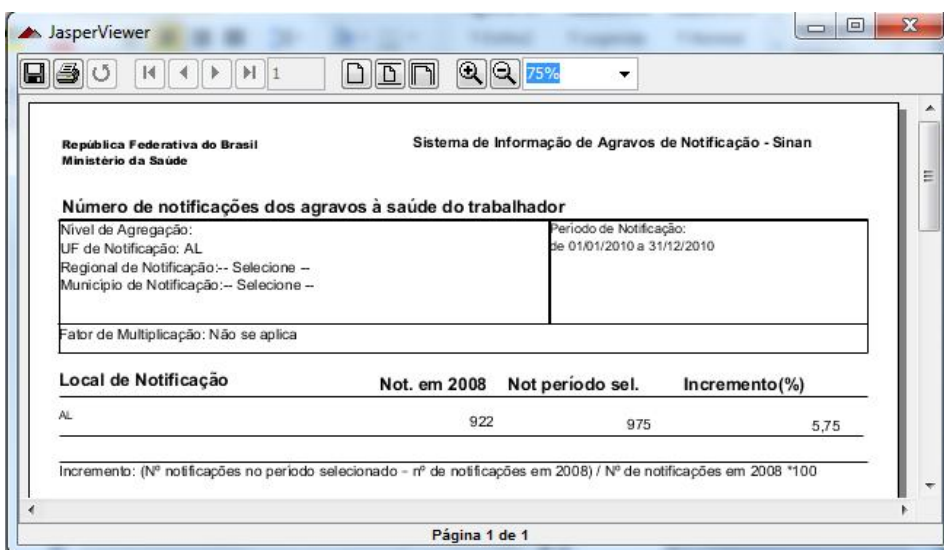 JasperViewer
1
75%
República Federativa do Brasil
Ministério da Saúde
Sistema de Informação de Agravos de Notificação - Sinan
Número de notificações dos agravos à saúde do trabalhador
Nivel de Agregação:
UF de Notificação: AL
Regional de Notificação:-- Selecione --
Municipio de Notificação:-- Selecione --
Período de Notificação:
de 01/01/2010 a 31/12/2010
Fator de Multiplicação: Não se aplica
Local de Notificação Not. em 2008 Not período sel. Incremento(%)
AL 922 975 5,75
Incremento: (Nº notificações no período selecionado - nº de notificações em 2008) / Nº de notificações em 2008 *100
Página 1 de 1